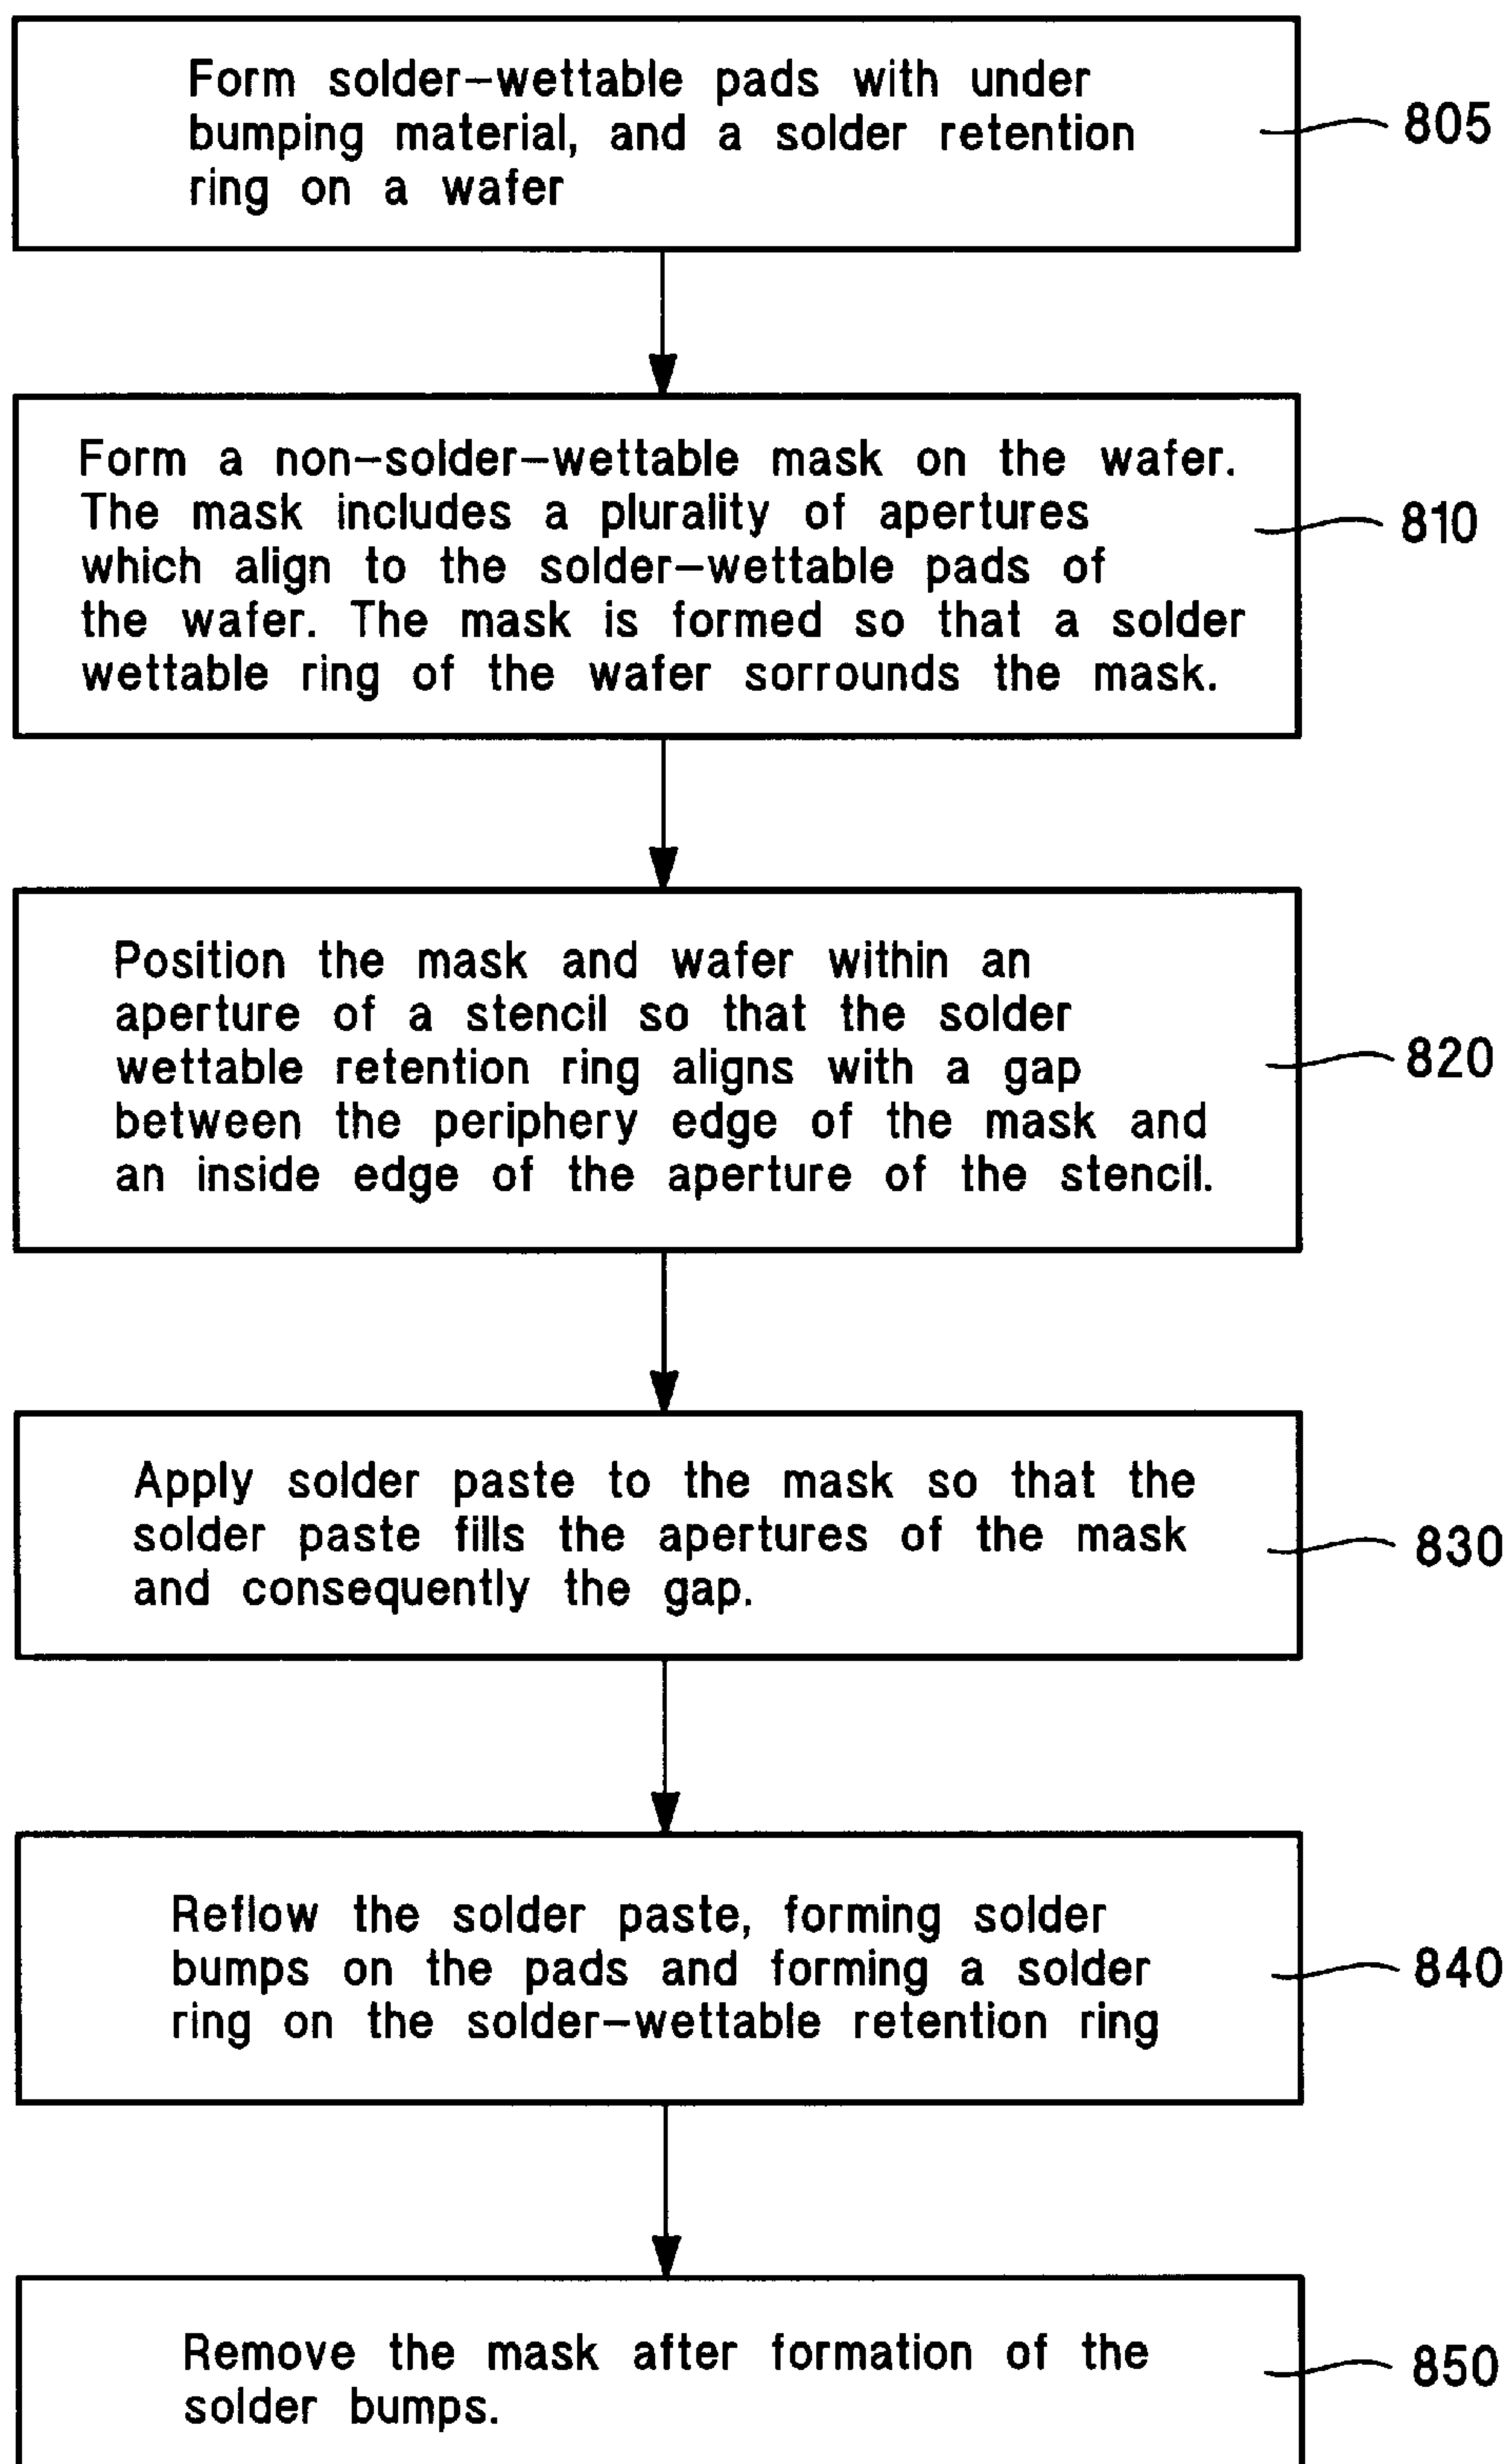 Form solder-wettable pads with under
bumping material, and a solder retention
ring on a wafer
805
Form a non-solder-wettable mask on the wafer.
The mask includes a plurality of apertures
which align to the solder-wettable pads of
the wafer. The mask is formed so that a solder
wettable ring of the wafer sorrounds the mask.
810
Position the mask and wafer within an
aperture of a stencil so that the solder
wettable retention ring aligns with a gap
between the periphery edge of the mask and
an inside edge of the aperture of the stencil.
820
Apply solder paste to the mask so that the
solder paste fills the apertures of the mask
and consequently the gap.
830
Reflow the solder paste, forming solder
bumps on the pads and forming a solder
ring on the solder-wettable retention ring
840
Remove the mask after formation of the
solder bumps.
850